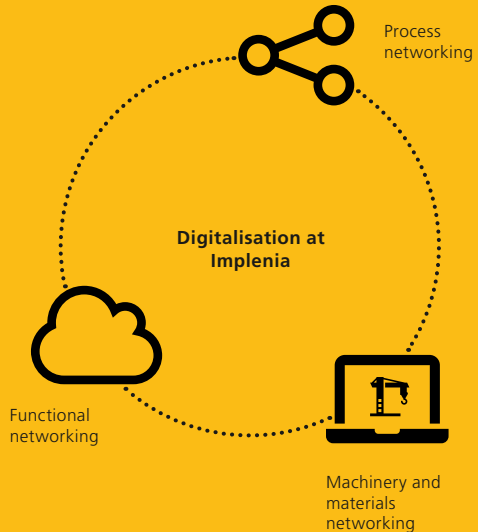 Process
networking
Digitalisation at
Implenia
Functional
networking
Machinery and
materials
networking